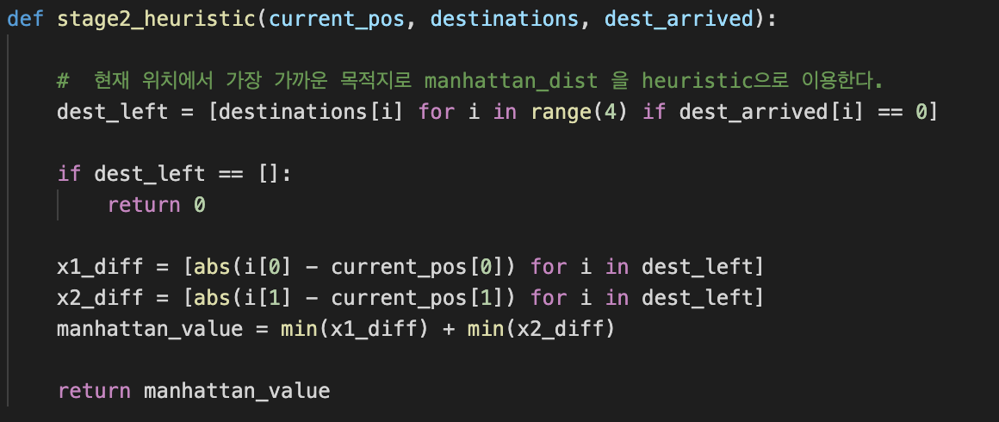 def stage2_heuristic(current_pos, destinations, dest_arrived):
#  현재 위치에서 가장 가까운 목적지로 manhattan_dist 을 heuristic으로 이용한다.
dest_left = [destinations[i] for i in range(4) if dest_arrived[i] == 0]
if dest_left == []:
return 0
x1_diff = [abs(i[0] - current_pos[0]) for i in dest_left]
x2_diff = [abs(i[1] - current_pos[1]) for i in dest_left]
manhattan_value = min(x1_diff) + min(x2_diff)
return manhattan_value